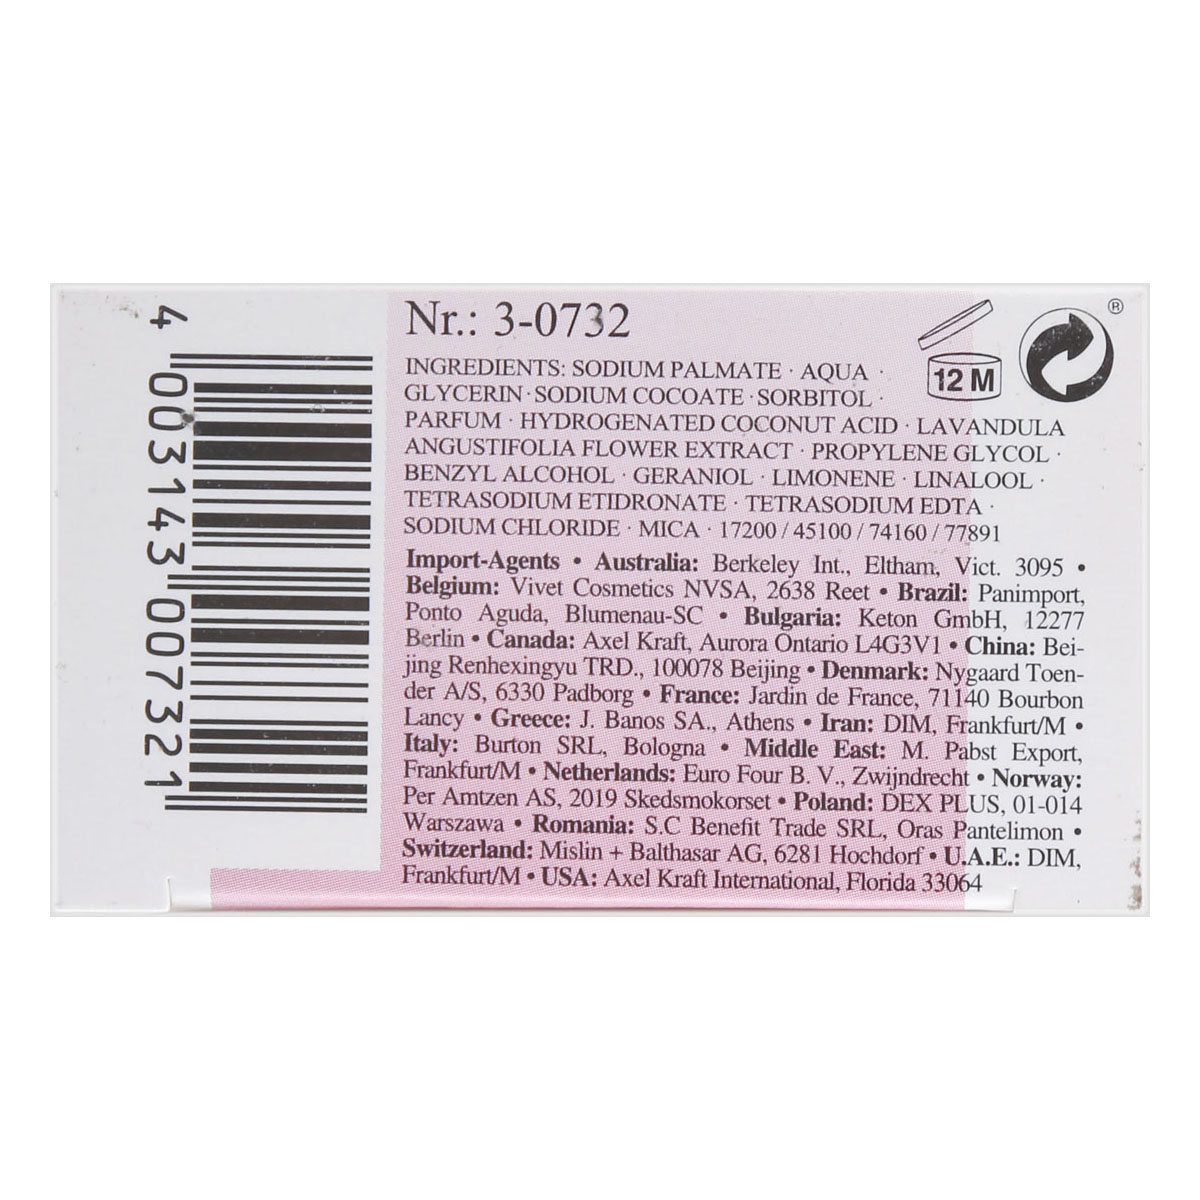 Nr.: 3-0732
INGREDIENTS: SODIUM PALMATE · AQUA ·
GLYCERIN · SODIUM COCOATE · SORBITOL ·
PARFUM · HYDROGENATED COCONUT ACID · LAVANDULA
ANGUSTIFOLIA FLOWER EXTRACT · PROPYLENE GLYCOL ·
BENZYL ALCOHOL · GERANIOL · LIMONENE · LINALOOL ·
TETRASODIUM ETIDRONATE · TETRASODIUM EDTA ·
SODIUM CHLORIDE · MICA · 17200 / 45100 / 74160 / 77891
Import-Agents • Australia: Berkeley Int., Eltham, Vict. 3095 •
Belgium: Vivet Cosmetics NVSA, 2638 Reet • Brazil: Panimport,
Ponto Aguda, Blumenau-SC • Bulgaria: Keton GmbH, 12277
Berlin • Canada: Axel Kraft, Aurora Ontario L4G3V1 • China: Bei-
jing Renhexingyu TRD., 100078 Beijing • Denmark: Nygaard Toen-
der A/S, 6330 Padborg • France: Jardin de France, 71140 Bourbon
Lancy • Greece: J. Banos SA., Athens • Iran: DIM, Frankfurt/M •
Italy: Burton SRL, Bologna • Middle East: M. Pabst Export,
Frankfurt/M • Netherlands: Euro Four B. V., Zwijndrecht • Norway:
Per Amtzen AS, 2019 Skedsmokorset • Poland: DEX PLUS, 01-014
Warszawa • Romania: S.C Benefit Trade SRL, Oras Pantelimon •
Switzerland: Mislin + Balthasar AG, 6281 Hochdorf • U.A.E.: DIM,
Frankfurt/M • USA: Axel Kraft International, Florida 33064
12 M
®
4 003143 007321